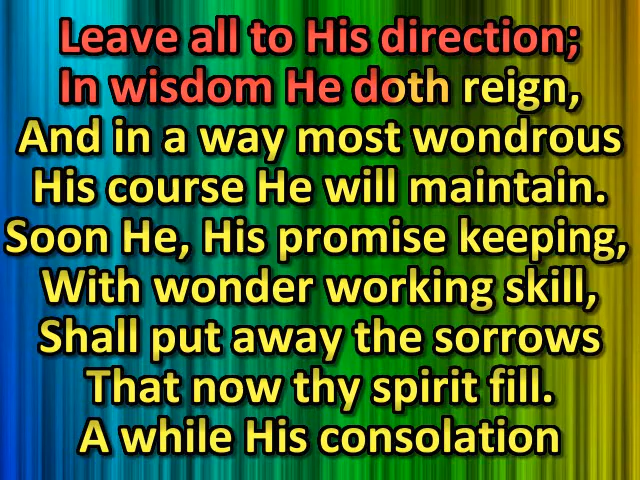 Leave all to His direction;
In wisdom He doth reign,
And in a way most wondrous
His course He will maintain.
Soon He, His promise keeping,
With wonder working skill,
Shall put away the sorrows
That now thy spirit fill.
A while His consolation